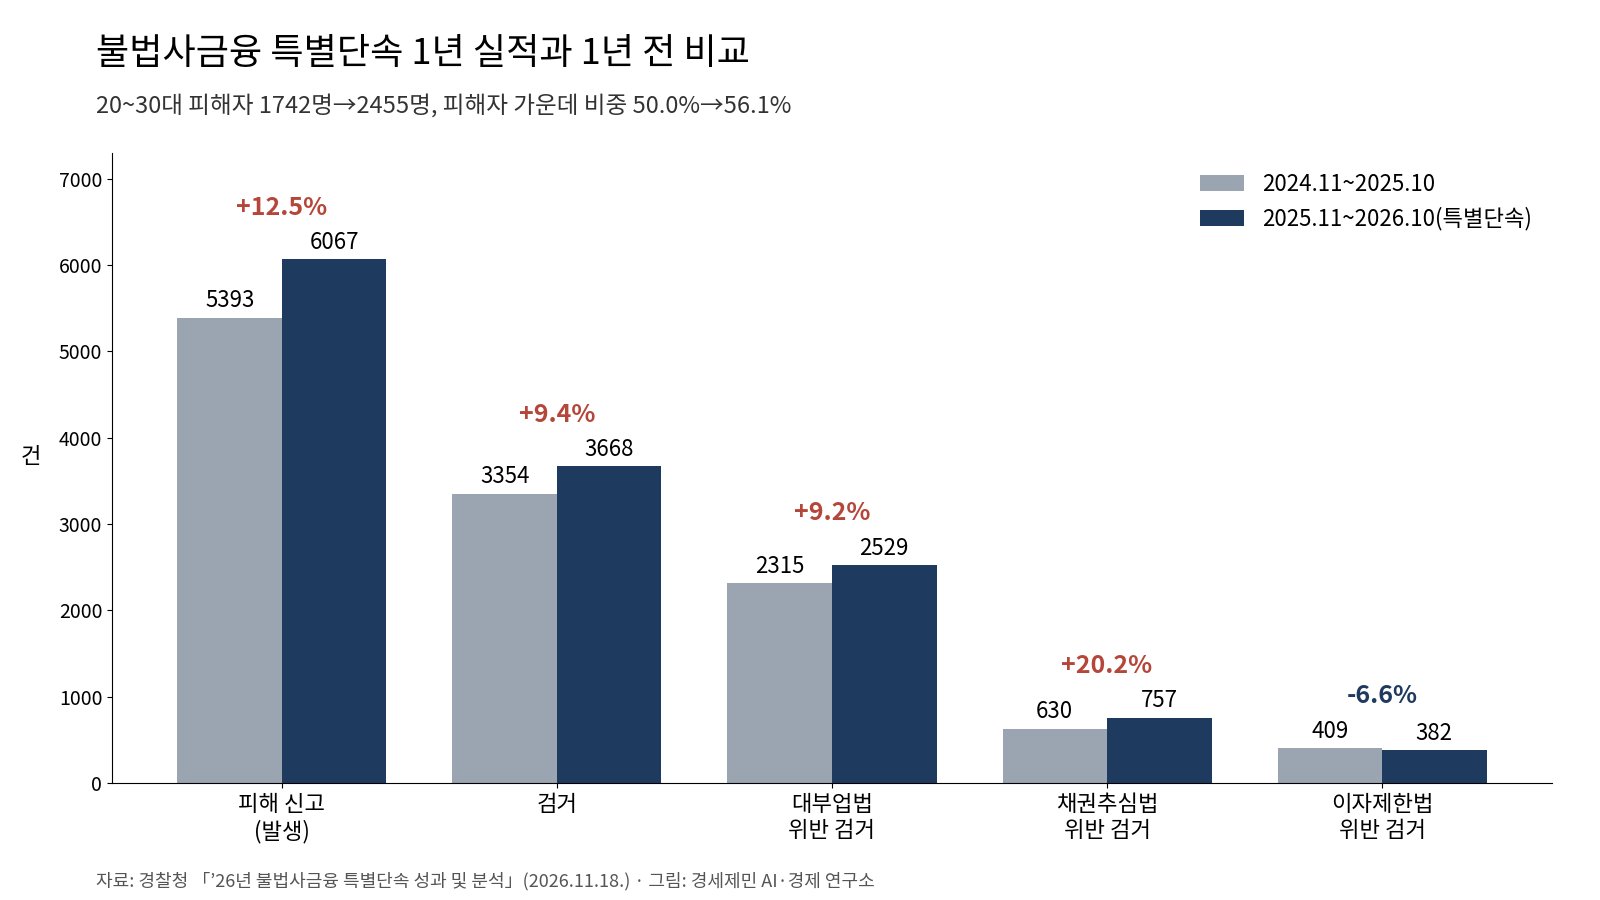 불법사금융 특별단속 1년 실적과 1년 전 비교
20~30대 피해자 1742명→2455명, 피해자 가운데 비중 50.0%→56.1%
2024.11~2025.10
2025.11~2026.10(특별단속)
건
7000
6000
5000
4000
3000
2000
1000
0
+12.5%
5393
6067
+9.4%
3354
3668
+9.2%
2315
2529
+20.2%
630
757
-6.6%
409
382
피해 신고
(발생)
검거
대부업법
위반 검거
채권추심법
위반 검거
이자제한법
위반 검거
자료: 경찰청 「’26년 불법사금융 특별단속 성과 및 분석」(2026.11.18.) · 그림: 경세제민 AI·경제 연구소